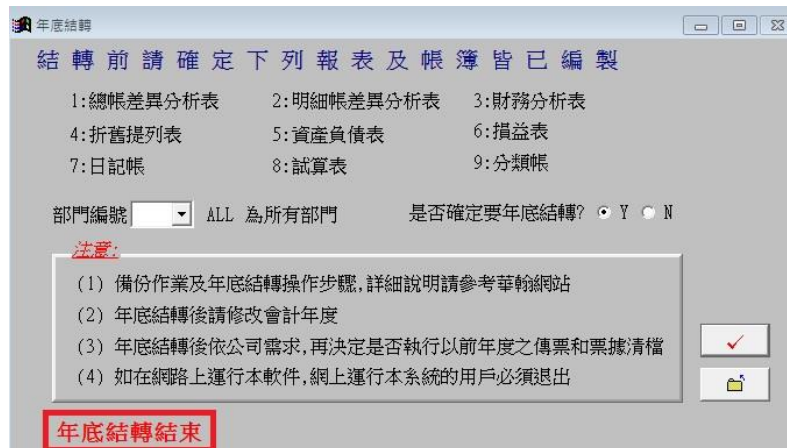 年底結轉
結轉前請確定下列報表及帳簿皆已編製
1:總帳差異分析表 2:明細帳差異分析表 3:財務分析表
4:折舊提列表 5:資產負債表 6:損益表
7:日記帳 8:試算表 9:分類帳
部門編號 ALL 為所有部門 是否確定要年底結轉? Y N
注意:
(1) 備份作業及年底結轉操作步驟,詳細說明請參考華翰網站
(2) 年底結轉後請修改會計年度
(3) 年底結轉後依公司需求,再決定是否執行以前年度之傳票和票據清檔
(4) 如在網路上運行本軟件,網上運行本系統的用戶必須退出
年底結轉結束